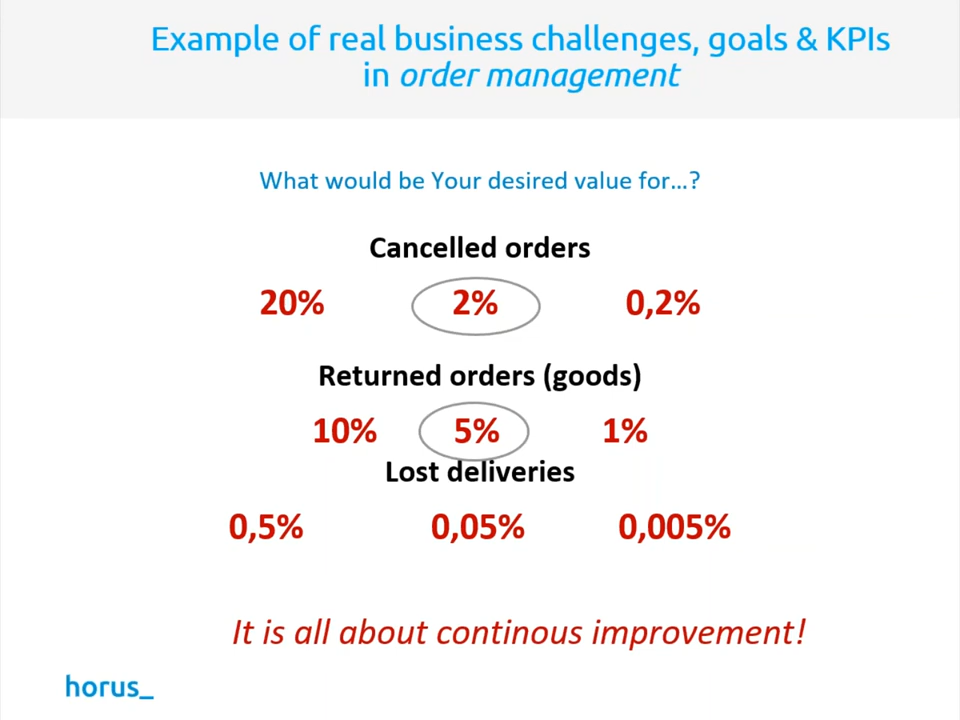 Example of real business challenges, goals & KPIs
in order management
What would be Your desired value for...?
Cancelled orders
20% 2% 0,2%
Returned orders (goods)
10% 5% 1%
Lost deliveries
0,5% 0,05% 0,005%
It is all about continous improvement!
horus_